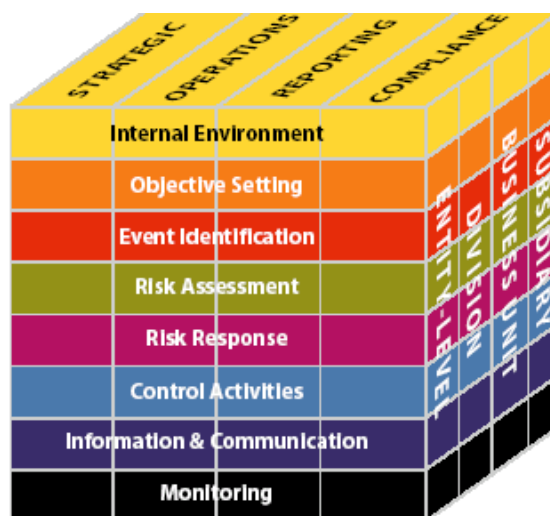 STRATEGIC
OPERATIONS
REPORTING
COMPLIANCE
Internal Environment
Objective Setting
Event Identification
Risk Assessment
Risk Response
Control Activities
Information & Communication
Monitoring
ENTITY-LEVEL
DIVISION
BUSINESS UNIT
SUBSIDIARY